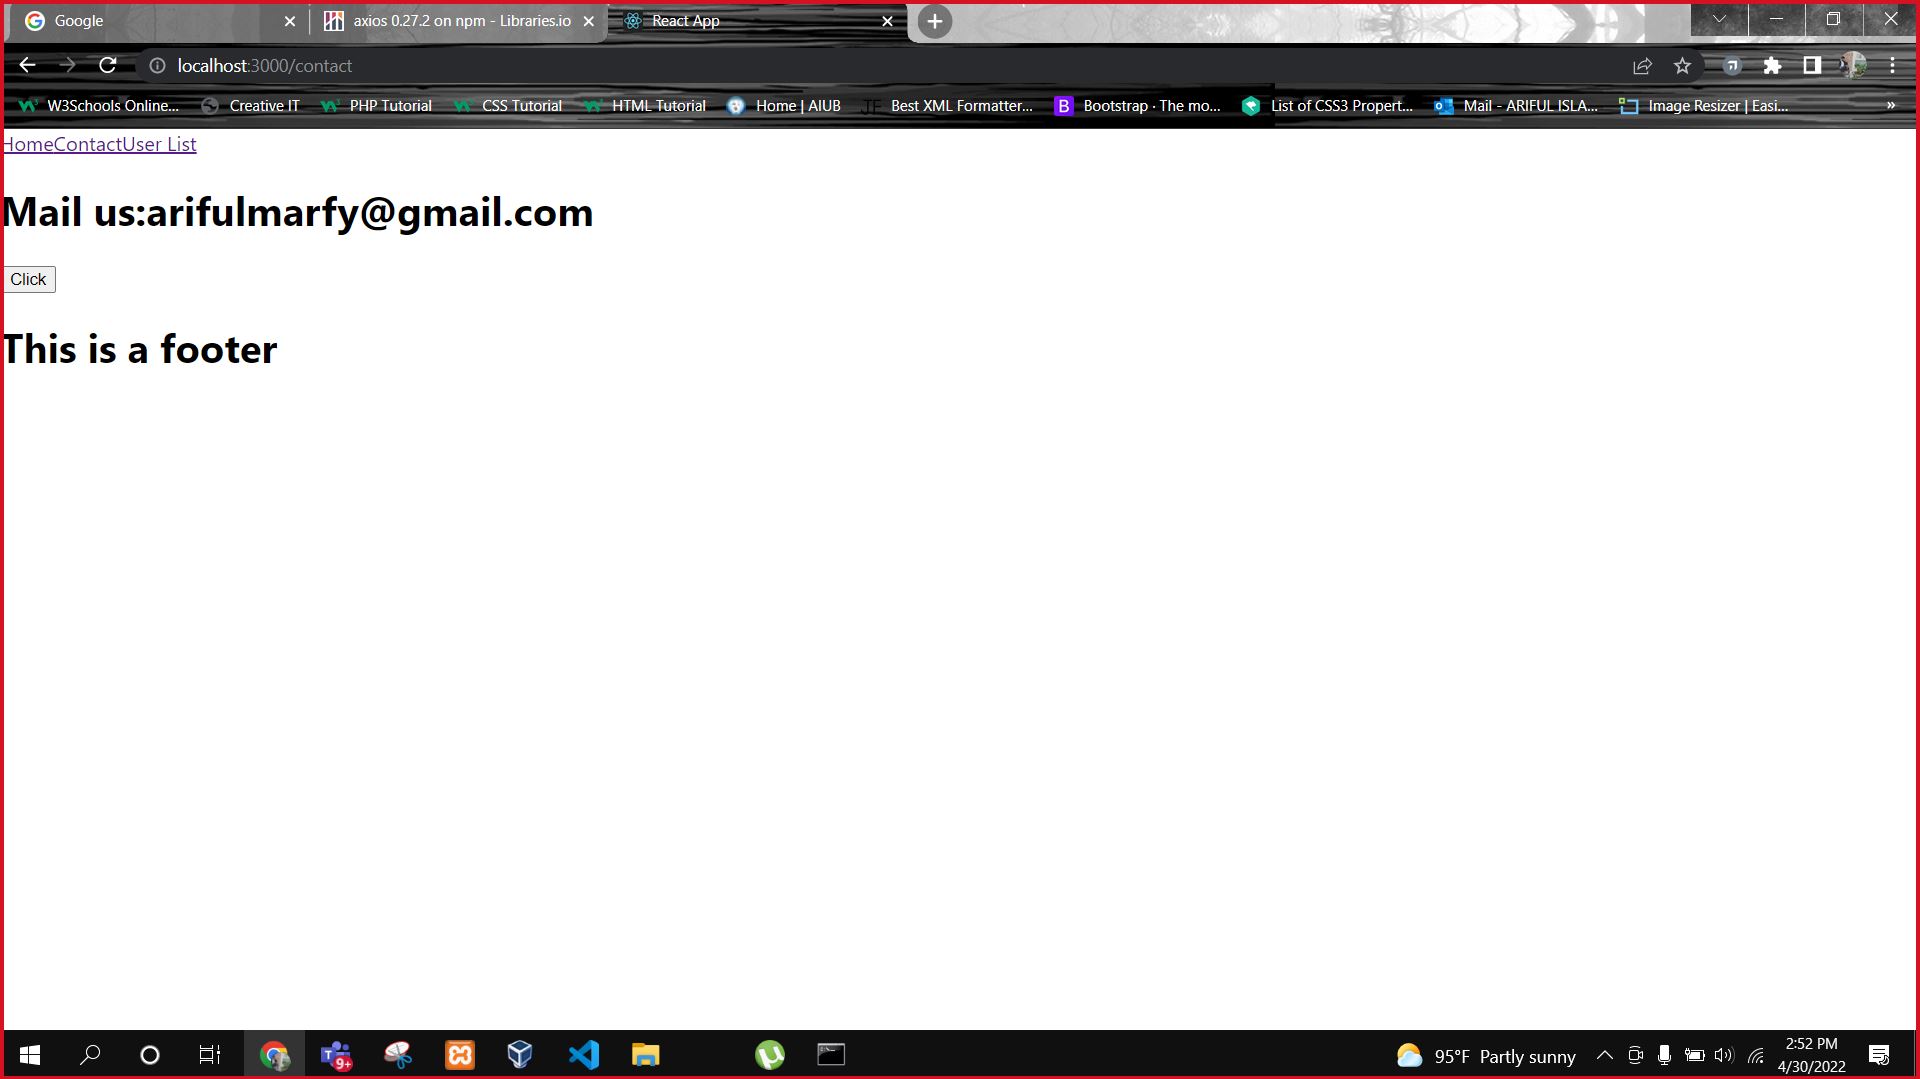 Google
axios 0.27.2 on npm - Libraries.io
React App
localhost:3000/contact
W3Schools Online...
Creative IT
PHP Tutorial
CSS Tutorial
HTML Tutorial
Home | AIUB
JF Best XML Formatter...
B Bootstrap · The mo...
List of CSS3 Propert...
Mail - ARIFUL ISLA...
Image Resizer | Easi...
»
HomeContactUser List
Mail us:arifulmarfy@gmail.com
Click
This is a footer
T 9+
95°F Partly sunny
2:52 PM
4/30/2022